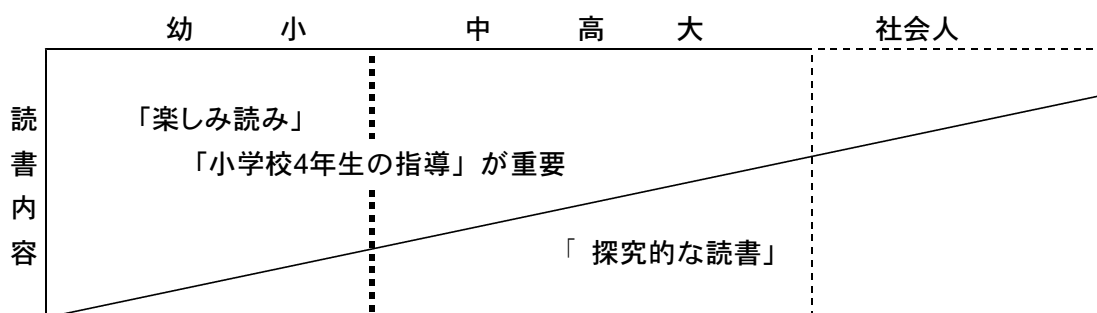 幼 小 中 高 大 社会人
読書内容
「楽しみ読み」
「小学校4年生の指導」が重要
「 探究的な読書」